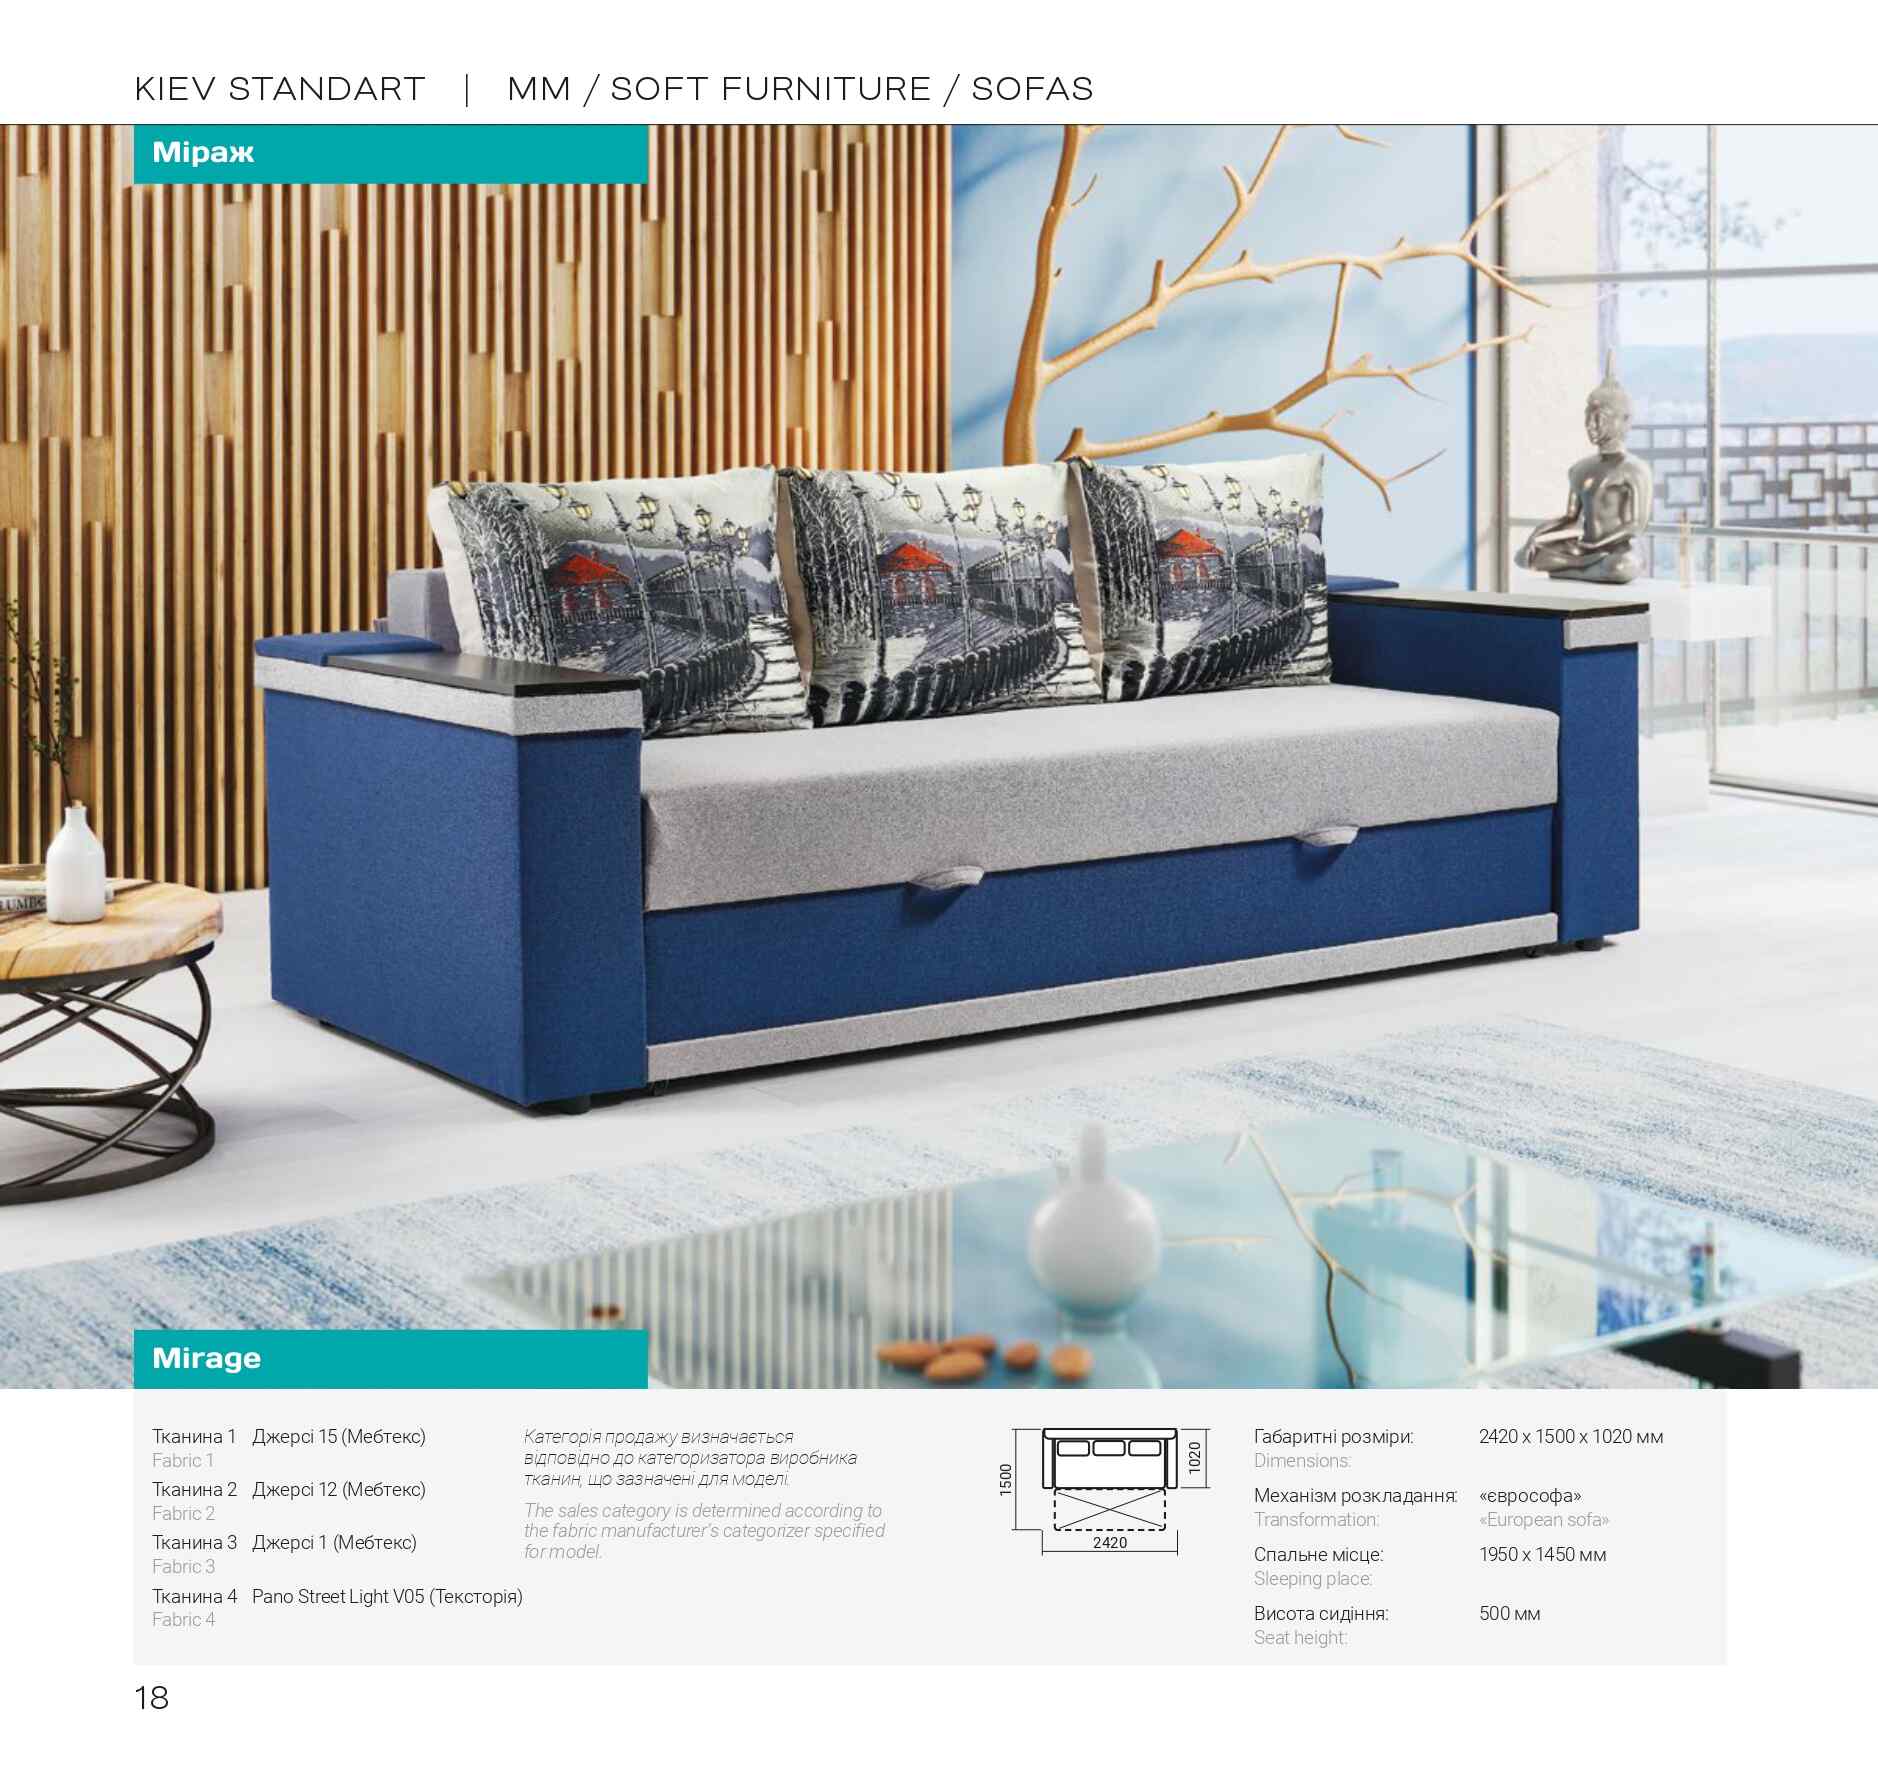 KIEV STANDART | MM / SOFT FURNITURE / SOFAS
Міраж
Mirage
Тканина 1 Джерсі 15 (Мебтекс)
Fabric 1
Тканина 2 Джерсі 12 (Мебтекс)
Fabric 2
Тканина 3 Джерсі 1 (Мебтекс)
Fabric 3
Тканина 4 Pano Street Light V05 (Тексторія)
Fabric 4
Категорія продажу визначається
відповідно до категоризатора виробника
тканин, що зазначені для моделі.
The sales category is determined according to
the fabric manufacturer's categorizer specified
for model.
1500
1020
2420
Габаритні розміри: 2420 x 1500 x 1020 мм
Dimensions:
Механізм розкладання: «єврософа»
Transformation: «European sofa»
Спальне місце: 1950 x 1450 мм
Sleeping place:
Висота сидіння: 500 мм
Seat height:
18